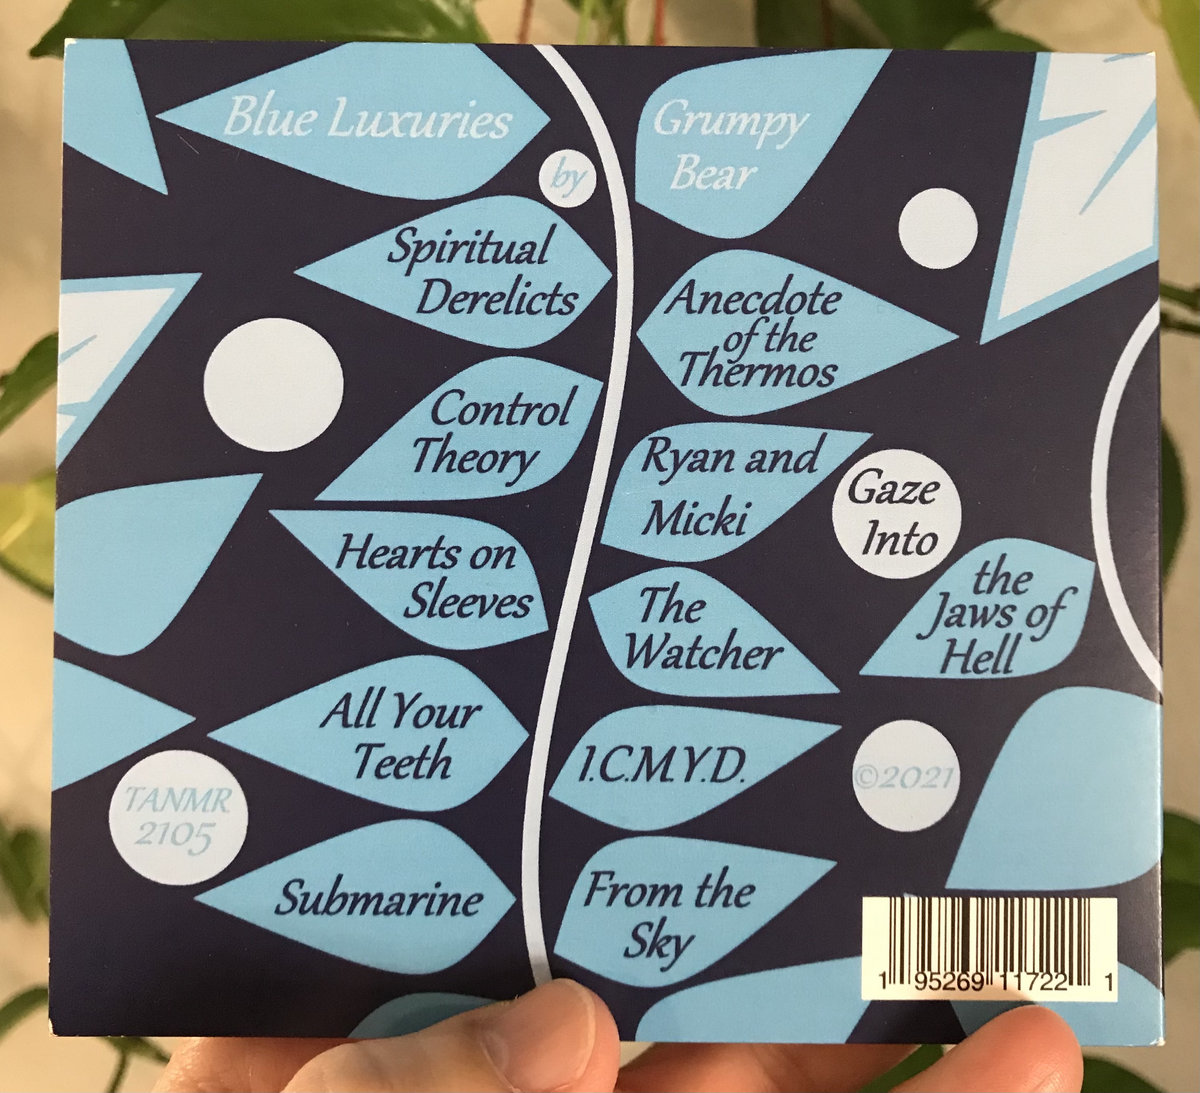 Blue Luxuries
by
Grumpy
Bear
Spiritual
Derelicts
Control
Theory
Hearts on
Sleeves
All Your
Teeth
Submarine
Anecdote
of the
Thermos
Ryan and
Micki
The
Watcher
I.C.M.Y.D.
From the
Sky
Gaze
Into
the
Jaws of
Hell
TANMR
2105
©2021
1 95269 11722 1